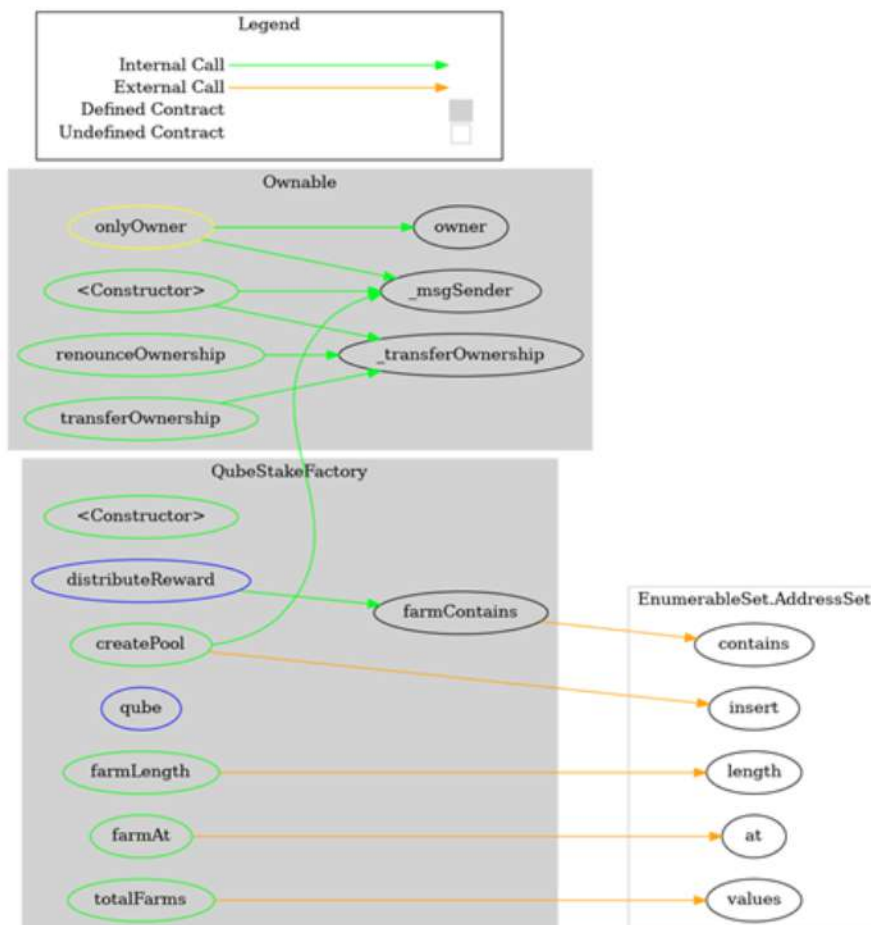 Legend
Internal Call
External Call
Defined Contract
Undefined Contract
Ownable
onlyOwner
owner
<Constructor>
_msgSender
renounceOwnership
_transferOwnership
transferOwnership
QubeStakeFactory
<Constructor>
distributeReward
farmContains
createPool
qube
farmLength
farmAt
totalFarms
EnumerableSet.AddressSet
contains
insert
length
at
values